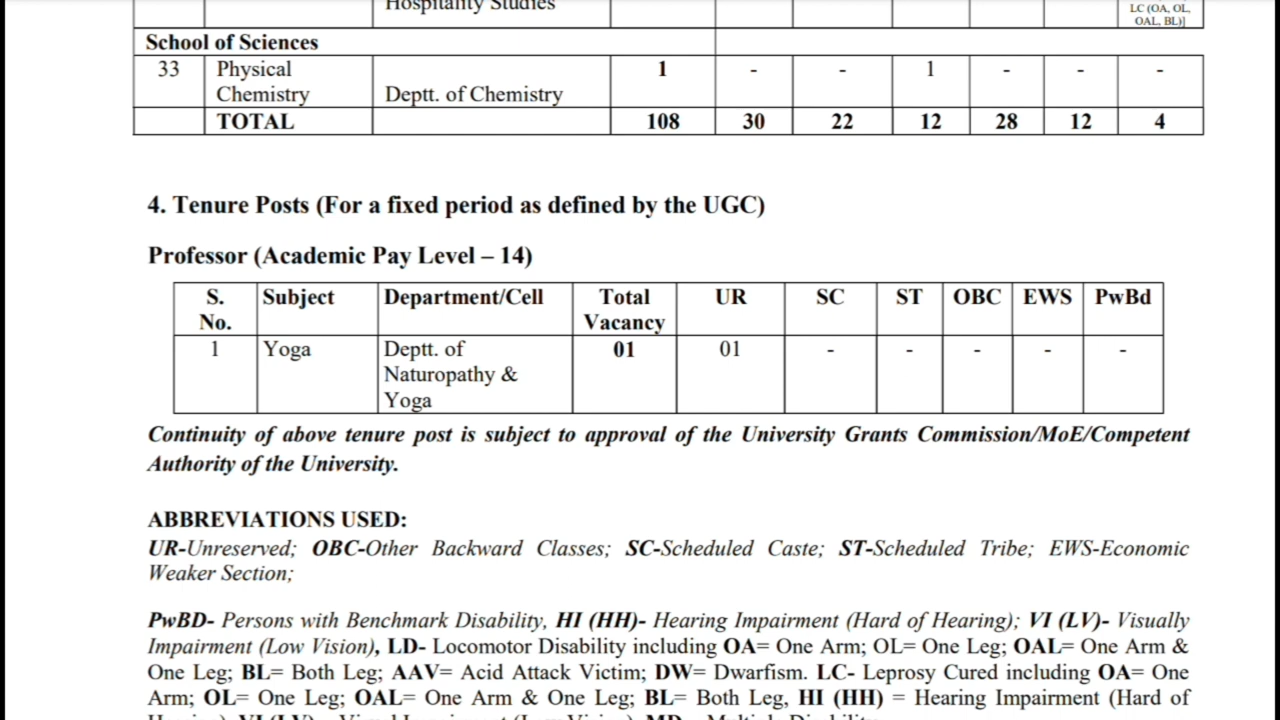 Hospitality Studies
LC (OA, OL,
OAL, BL)]
School of Sciences
33 Physical Chemistry Deptt. of Chemistry 1 - - 1 - - -
TOTAL 108 30 22 12 28 12 4
4. Tenure Posts (For a fixed period as defined by the UGC)
Professor (Academic Pay Level – 14)
S. No. Subject Department/Cell Total Vacancy UR SC ST OBC EWS PwBd
1 Yoga Deptt. of Naturopathy & Yoga 01 01 - - - - -
Continuity of above tenure post is subject to approval of the University Grants Commission/MoE/Competent
Authority of the University.
ABBREVIATIONS USED:
UR-Unreserved; OBC-Other Backward Classes; SC-Scheduled Caste; ST-Scheduled Tribe; EWS-Economic
Weaker Section;
PwBD- Persons with Benchmark Disability, HI (HH)- Hearing Impairment (Hard of Hearing); VI (LV)- Visually
Impairment (Low Vision), LD- Locomotor Disability including OA= One Arm; OL= One Leg; OAL= One Arm &
One Leg; BL= Both Leg; AAV= Acid Attack Victim; DW= Dwarfism. LC- Leprosy Cured including OA= One
Arm; OL= One Leg; OAL= One Arm & One Leg; BL= Both Leg, HI (HH) = Hearing Impairment (Hard of